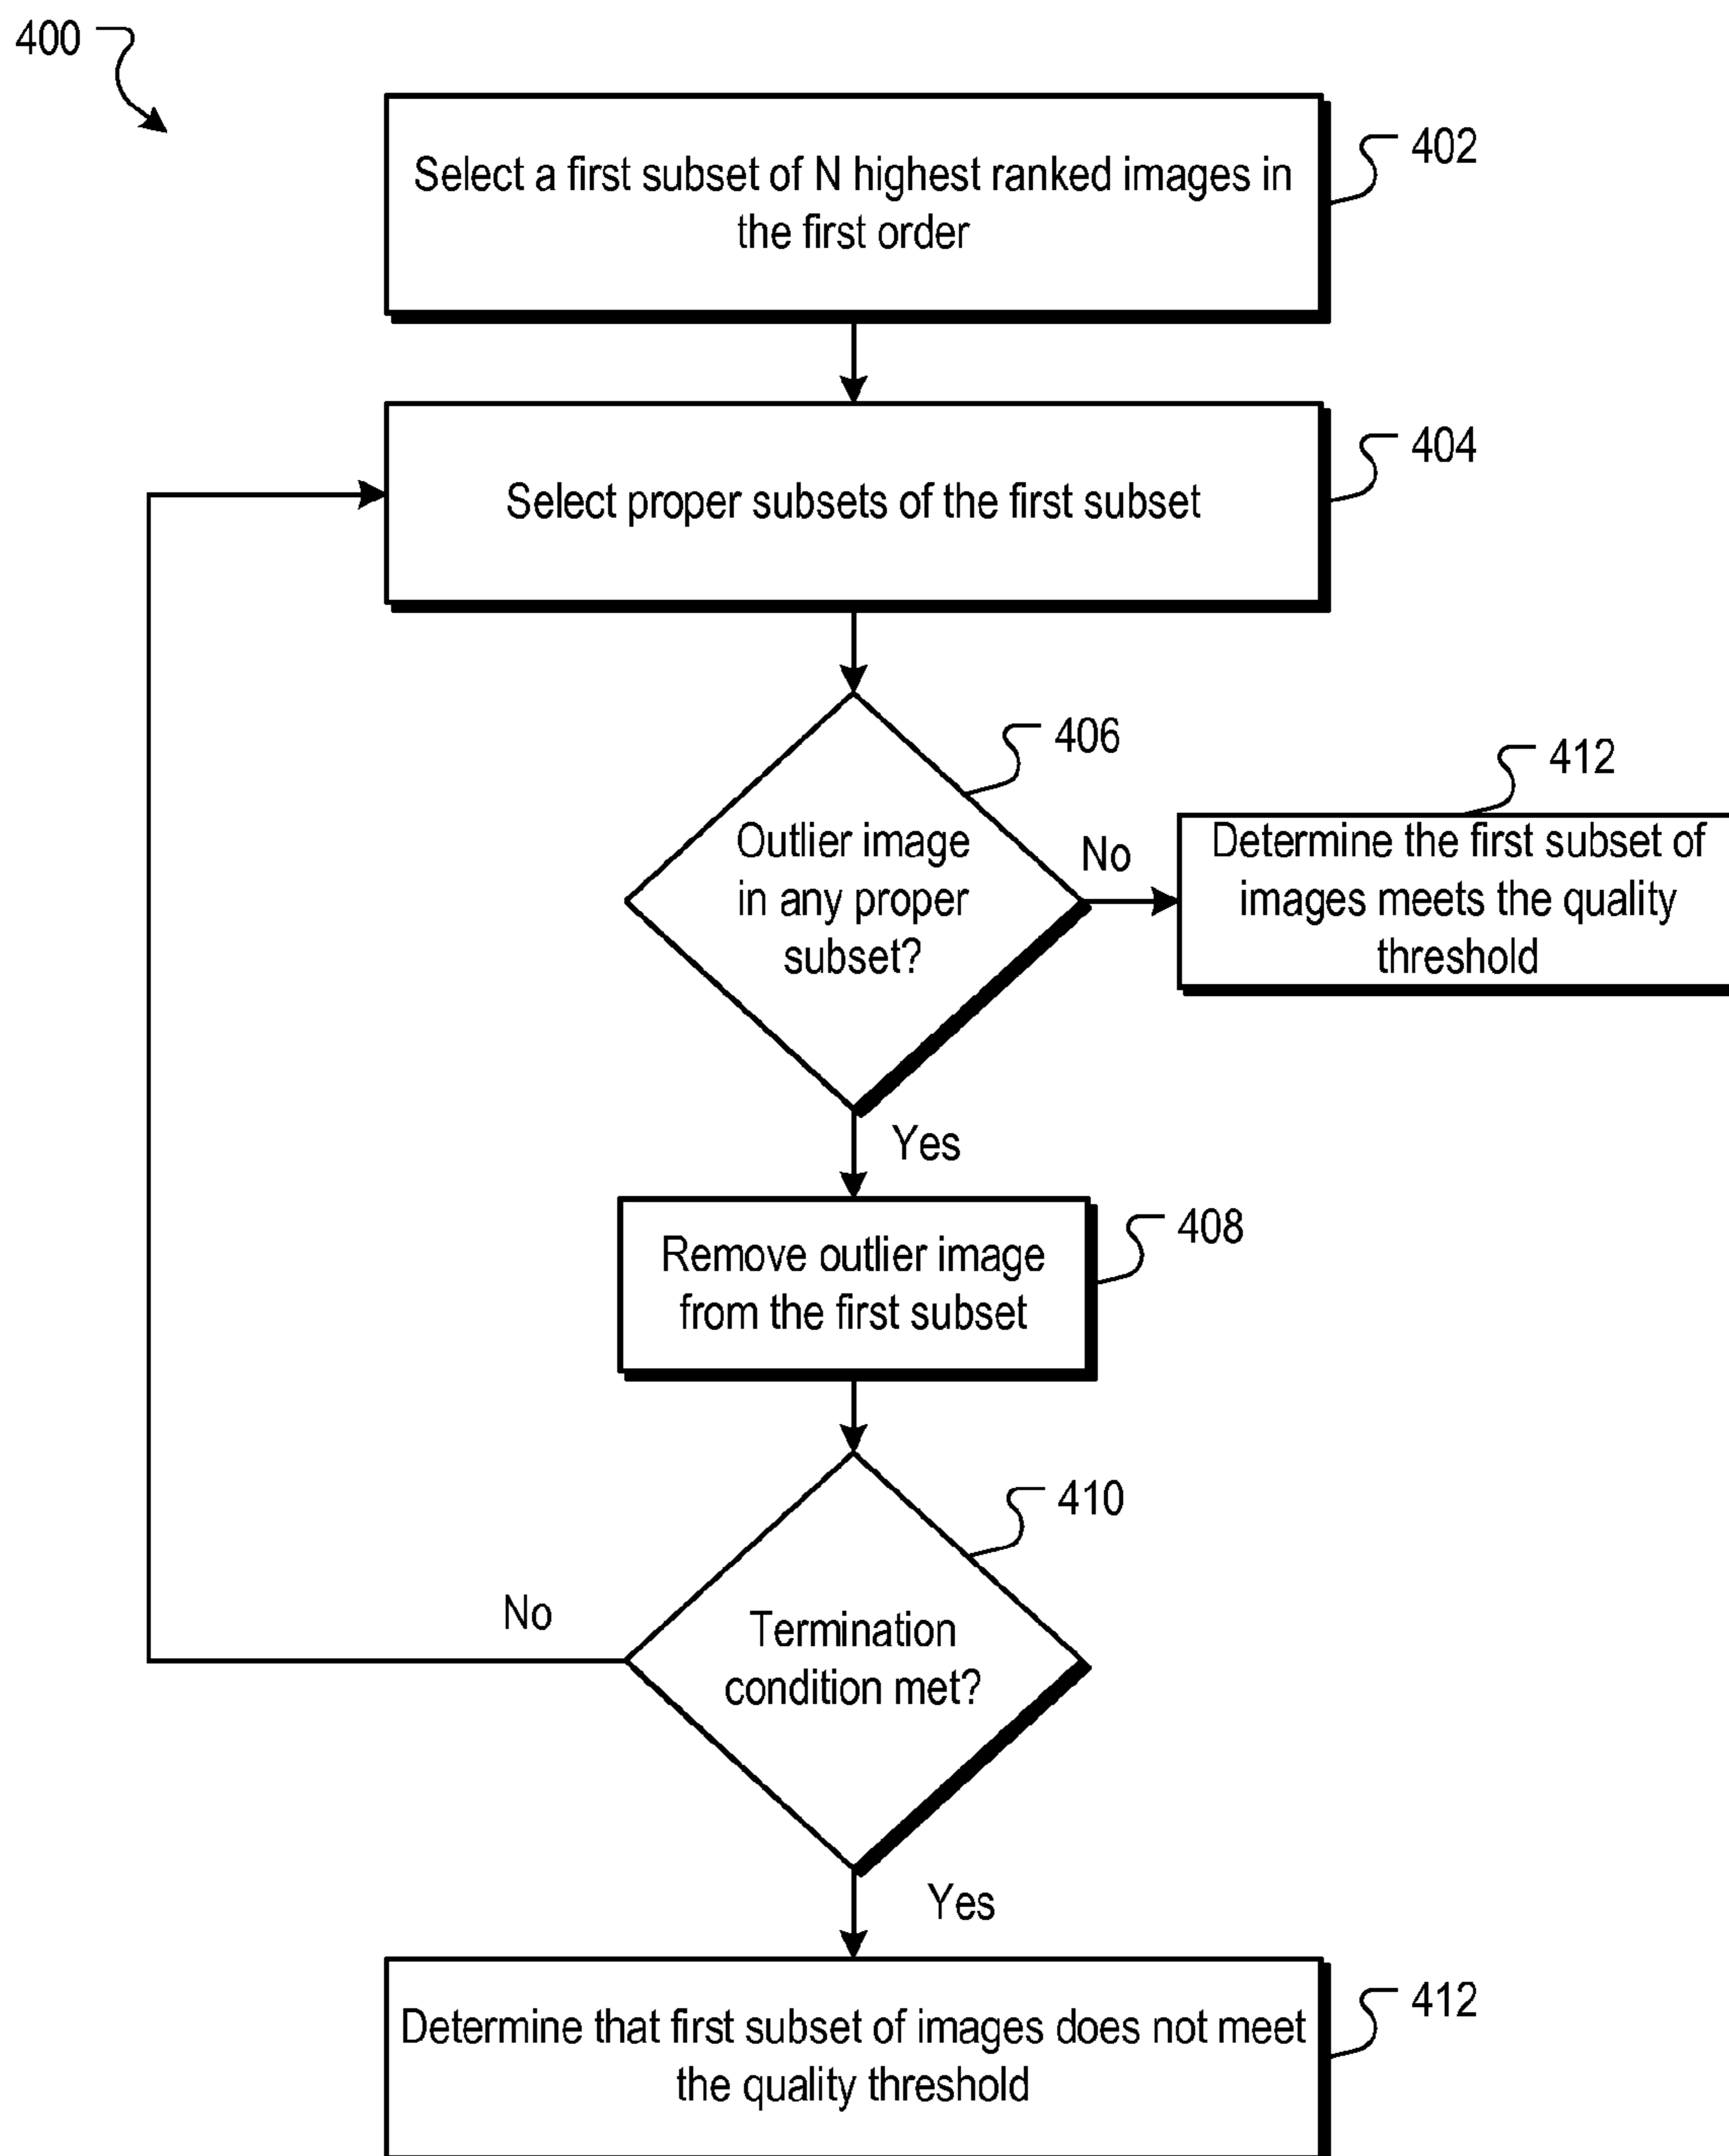 400
Select a first subset of N highest ranked images in
the first order
402
Select proper subsets of the first subset
404
Outlier image
in any proper
subset?
406
No
Determine the first subset of
images meets the quality
threshold
412
Yes
Remove outlier image
from the first subset
408
Termination
condition met?
410
No
Yes
Determine that first subset of images does not meet
the quality threshold
412